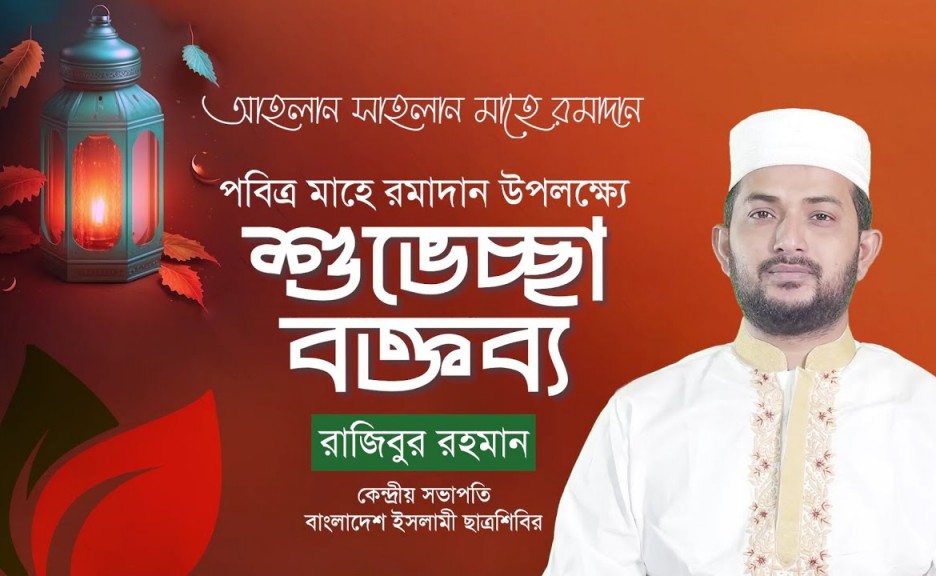 আহলান সাহলান মাহে রমাদান
পবিত্র মাহে রমাদান উপলক্ষ্যে
শুভেচ্ছা
বক্তব্য
রাজিবুর রহমান
কেন্দ্রীয় সভাপতি
বাংলাদেশ ইসলামী ছাত্রশিবির